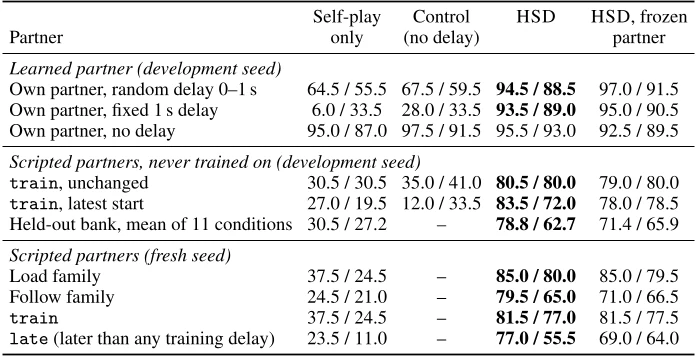 Self-play Control HSD HSD, frozen
Partner only (no delay) partner
Learned partner (development seed)
Own partner, random delay 0–1 s 64.5 / 55.5 67.5 / 59.5 94.5 / 88.5 97.0 / 91.5
Own partner, fixed 1 s delay 6.0 / 33.5 28.0 / 33.5 93.5 / 89.0 95.0 / 90.5
Own partner, no delay 95.0 / 87.0 97.5 / 91.5 95.5 / 93.0 92.5 / 89.5
Scripted partners, never trained on (development seed)
train, unchanged 30.5 / 30.5 35.0 / 41.0 80.5 / 80.0 79.0 / 80.0
train, latest start 27.0 / 19.5 12.0 / 33.5 83.5 / 72.0 78.0 / 78.5
Held-out bank, mean of 11 conditions 30.5 / 27.2 – 78.8 / 62.7 71.4 / 65.9
Scripted partners (fresh seed)
Load family 37.5 / 24.5 – 85.0 / 80.0 85.0 / 79.5
Follow family 24.5 / 21.0 – 79.5 / 65.0 71.0 / 66.5
train 37.5 / 24.5 – 81.5 / 77.0 81.5 / 77.5
late (later than any training delay) 23.5 / 11.0 – 77.0 / 55.5 69.0 / 64.0